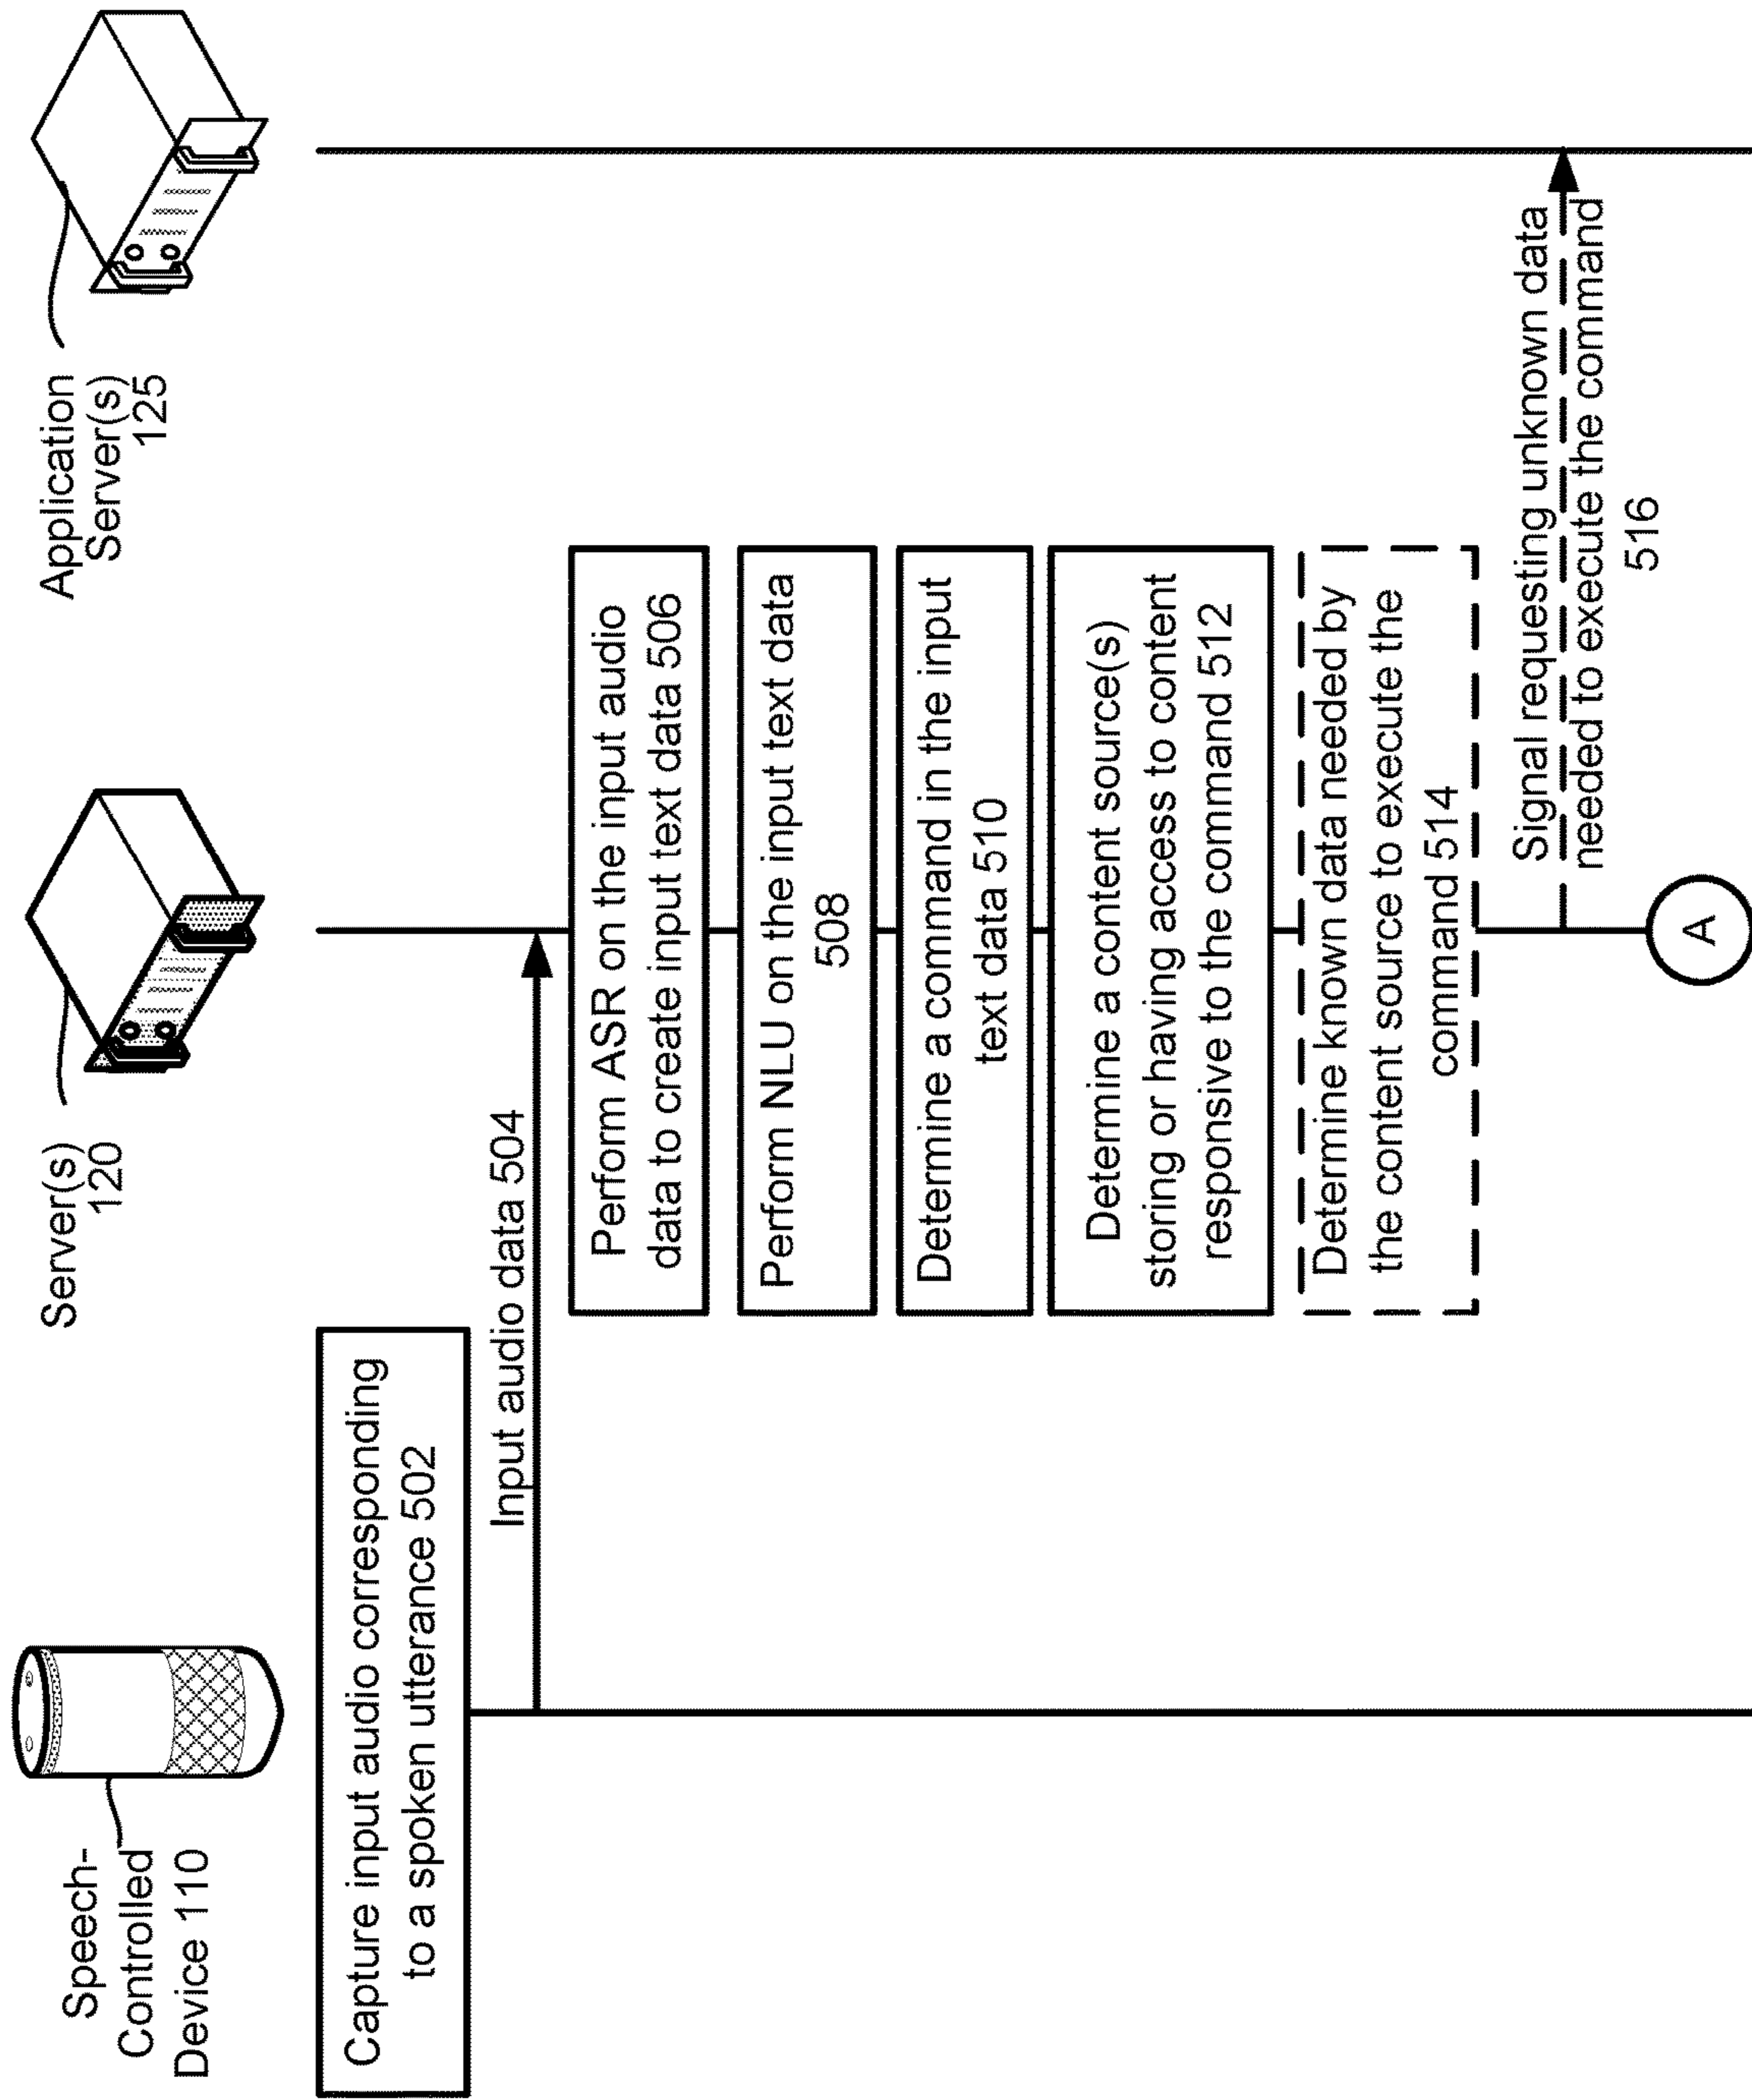 Speech-
Controlled
Device 110
Server(s)
120
Application
Server(s)
125
Capture input audio corresponding
to a spoken utterance 502
Input audio data 504
Perform ASR on the input audio
data to create input text data 506
Perform NLU on the input text data
508
Determine a command in the input
text data 510
Determine a content source(s)
storing or having access to content
responsive to the command 512
Determine known data needed by
the content source to execute the
command 514
Signal requesting unknown data
needed to execute the command
516
A